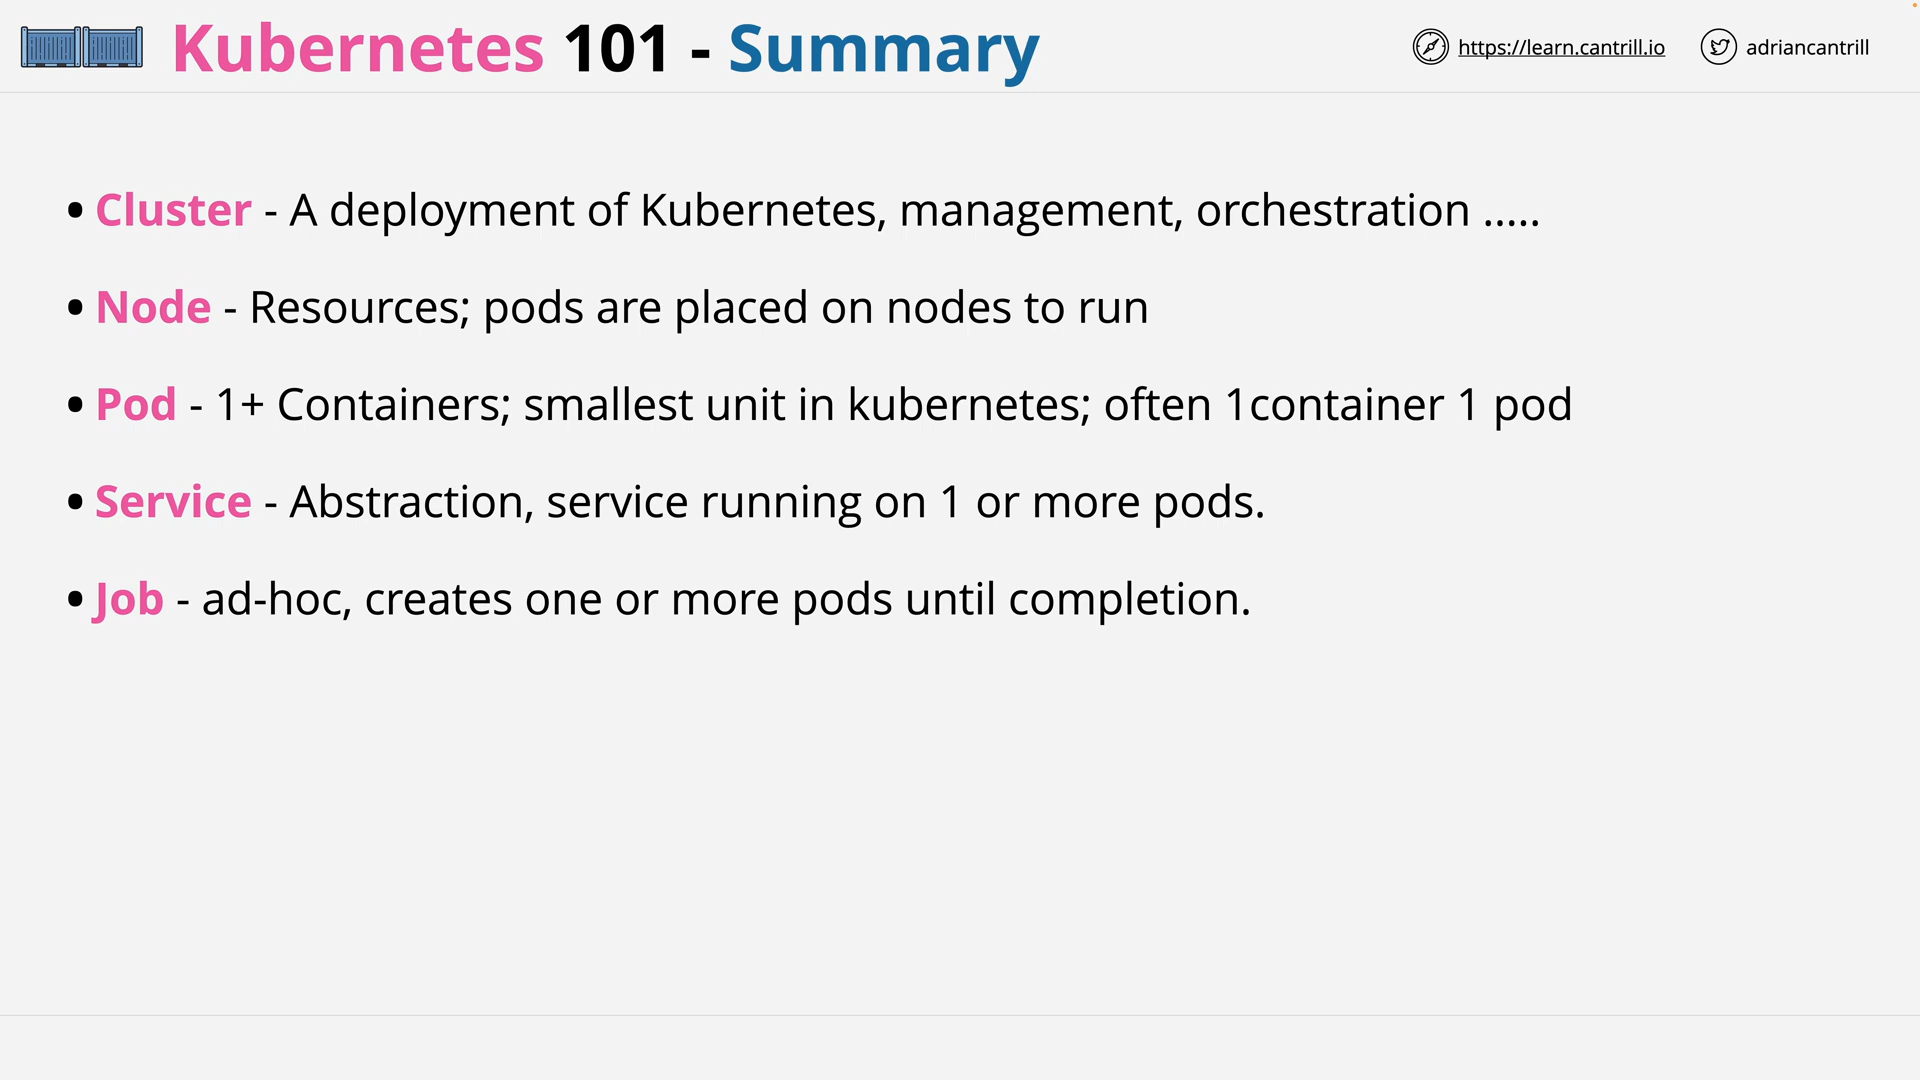 Kubernetes 101 - Summary
https://learn.cantrill.io
adriancantrill
• Cluster - A deployment of Kubernetes, management, orchestration .....
• Node - Resources; pods are placed on nodes to run
• Pod - 1+ Containers; smallest unit in kubernetes; often 1container 1 pod
• Service - Abstraction, service running on 1 or more pods.
• Job - ad-hoc, creates one or more pods until completion.